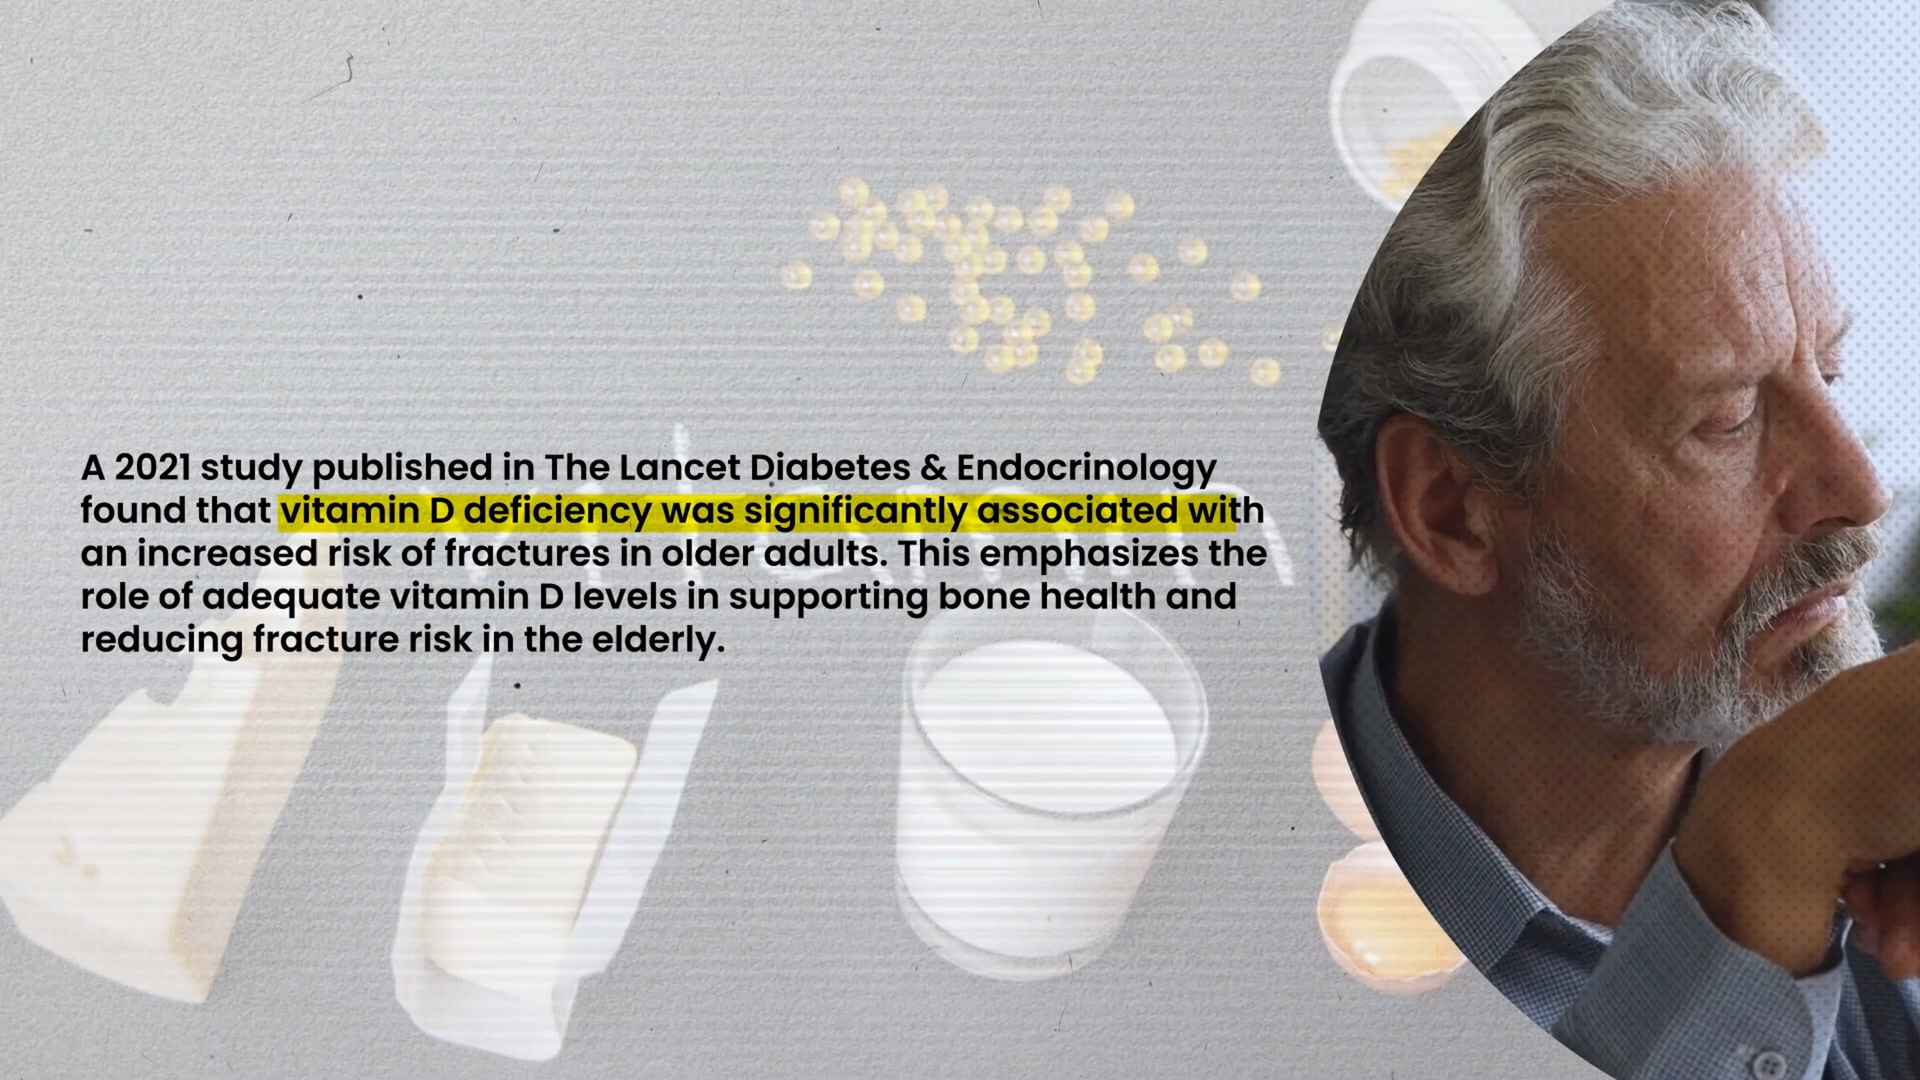 A 2021 study published in The Lancet Diabetes & Endocrinology
found that vitamin D deficiency was significantly associated with
an increased risk of fractures in older adults. This emphasizes the
role of adequate vitamin D levels in supporting bone health and
reducing fracture risk in the elderly.